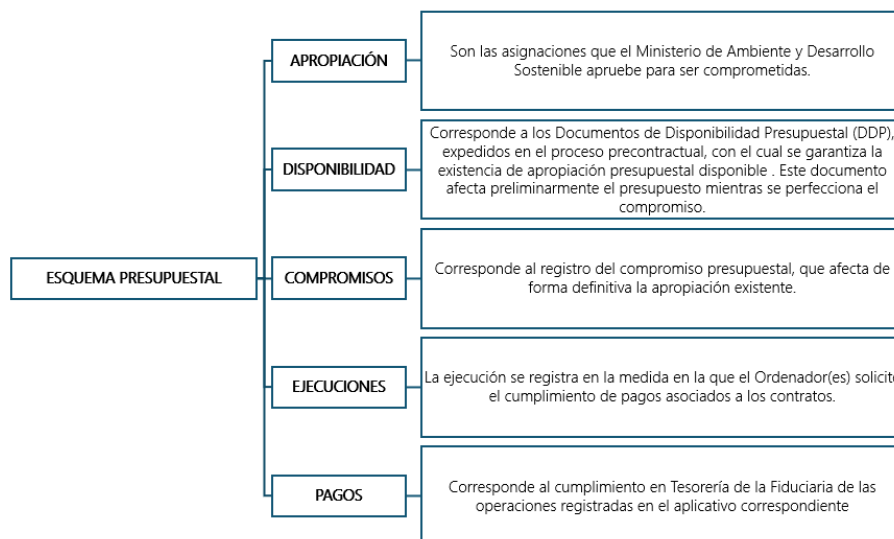 APROPIACIÓN
Son las asignaciones que el Ministerio de Ambiente y Desarrollo
Sostenible apruebe para ser comprometidas.
DISPONIBILIDAD
Corresponde a los Documentos de Disponibilidad Presupuestal (DDP),
expedidos en el proceso precontractual, con el cual se garantiza la
existencia de apropiación presupuestal disponible . Este documento
afecta preliminarmente el presupuesto mientras se perfecciona el
compromiso.
ESQUEMA PRESUPUESTAL
COMPROMISOS
Corresponde al registro del compromiso presupuestal, que afecta de
forma definitiva la apropiación existente.
EJECUCIONES
La ejecución se registra en la medida en la que el Ordenador(es) solicite
el cumplimiento de pagos asociados a los contratos.
PAGOS
Corresponde al cumplimiento en Tesorería de la Fiduciaria de las
operaciones registradas en el aplicativo correspondiente